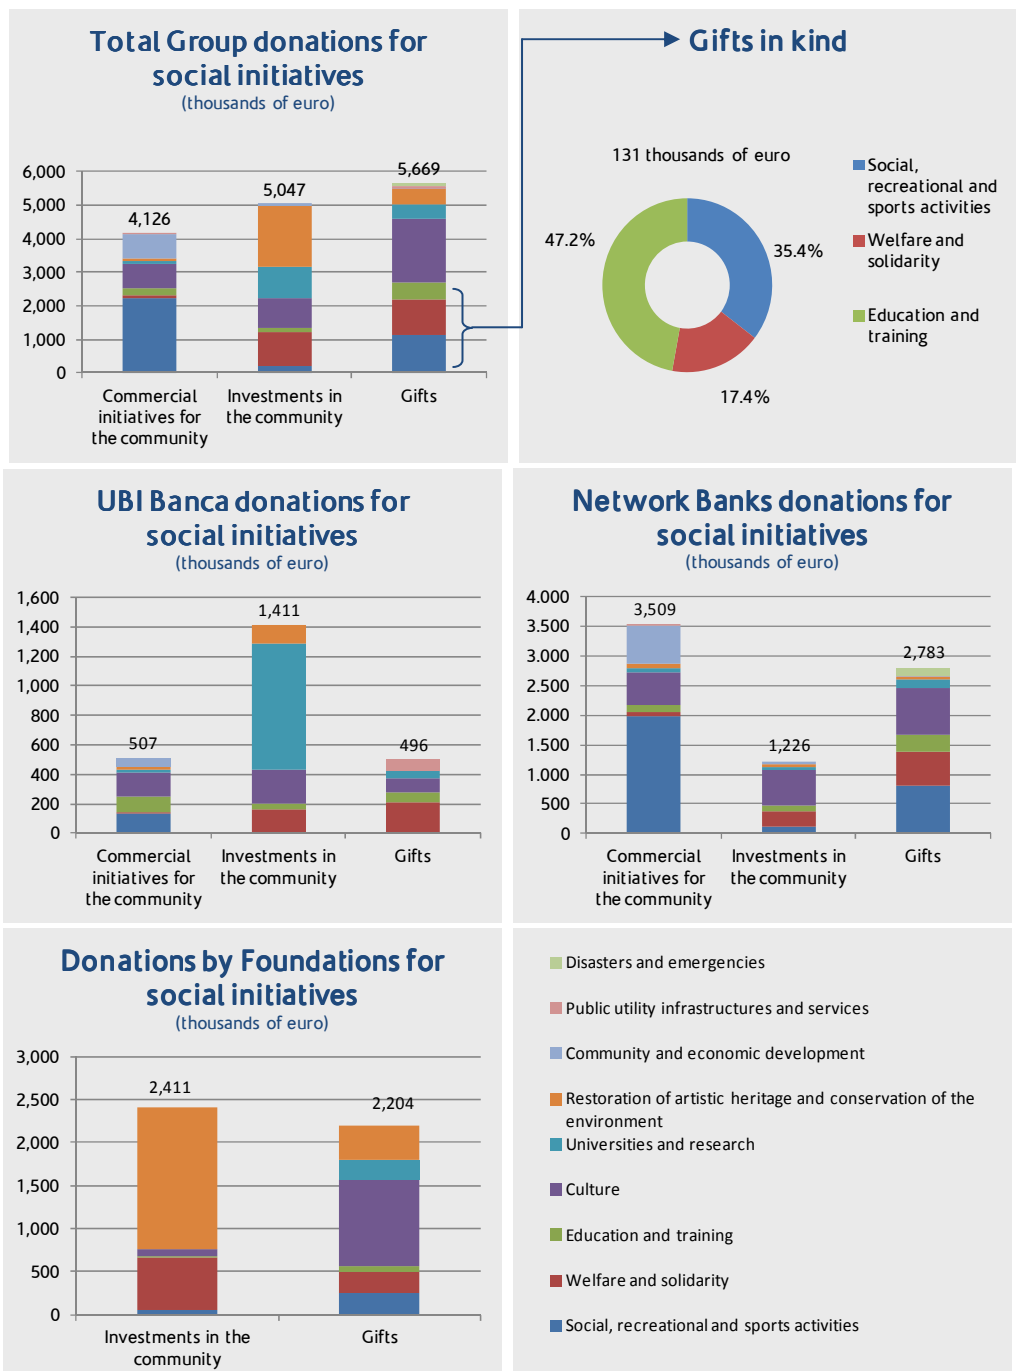 Total Group donations for
social initiatives
(thousands of euro)
6,000
5,000
4,000
3,000
2,000
1,000
0
4,126
5,047
5,669
Commercial
initiatives for
the community
Investments in
the community
Gifts
Gifts in kind
131 thousands of euro
47.2%
35.4%
17.4%
Social,
recreational and
sports activities
Welfare and
solidarity
Education and
training
UBI Banca donations for
social initiatives
(thousands of euro)
1,600
1,400
1,200
1,000
800
600
400
200
0
507
1,411
496
Commercial
initiatives for
the community
Investments in
the community
Gifts
Network Banks donations for
social initiatives
(thousands of euro)
4.000
3.500
3.000
2.500
2.000
1.500
1.000
500
0
3,509
1,226
2,783
Commercial
initiatives for
the community
Investments in
the community
Gifts
Donations by Foundations for
social initiatives
(thousands of euro)
3,000
2,500
2,000
1,500
1,000
500
0
2,411
2,204
Investments in the
community
Gifts
Disasters and emergencies
Public utility infrastructures and services
Community and economic development
Restoration of artistic heritage and conservation of the
environment
Universities and research
Culture
Education and training
Welfare and solidarity
Social, recreational and sports activities